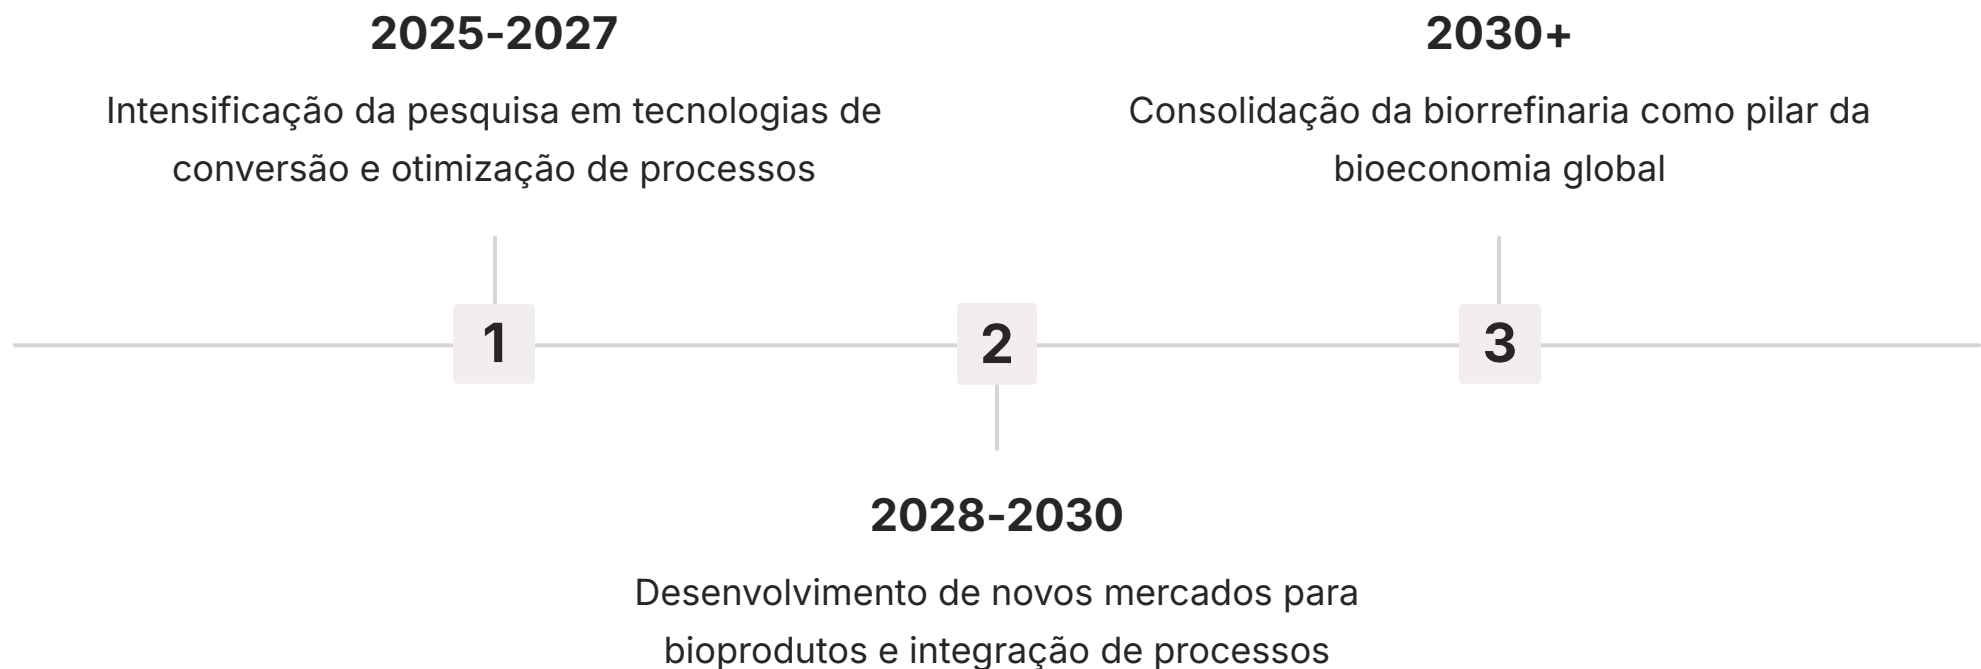 2025-2027
Intensificação da pesquisa em tecnologias de
conversão e otimização de processos
2030+
Consolidação da biorrefinaria como pilar da
bioeconomia global
1
2
3
2028-2030
Desenvolvimento de novos mercados para
bioprodutos e integração de processos